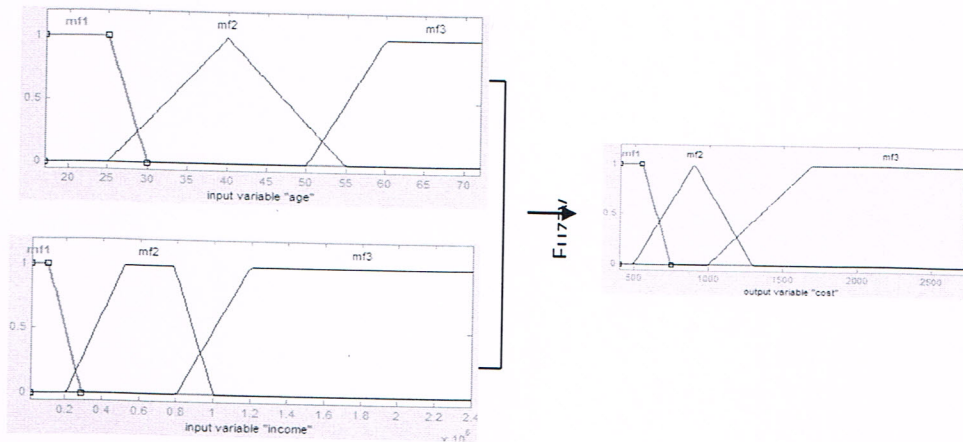 mf1 mf2 mf3
1
0.5
0
20 25 30 35 40 45 50 55 60 65 70
input variable "age"
mf1 mf2 mf3
1
0.5
0
0.2 0.4 0.6 0.8 1 1.2 1.4 1.6 1.8 2 2.2 2.4
x 10^6
input variable "income"
Fuzzy
mf1 mf2 mf3
1
0.5
0
500 1000 1500 2000 2500
output variable "cost"